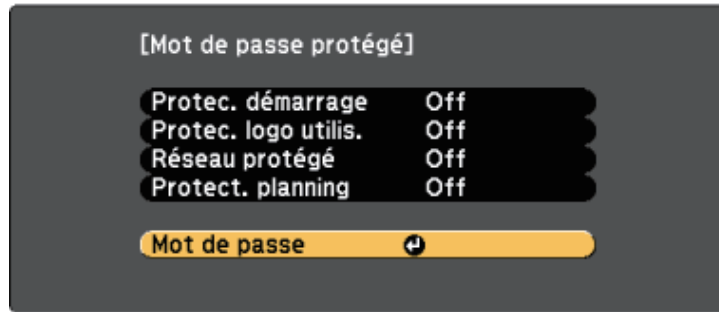 [Mot de passe protégé]
Protec. démarrage Off
Protec. logo utilis. Off
Réseau protégé Off
Protect. planning Off
Mot de passe